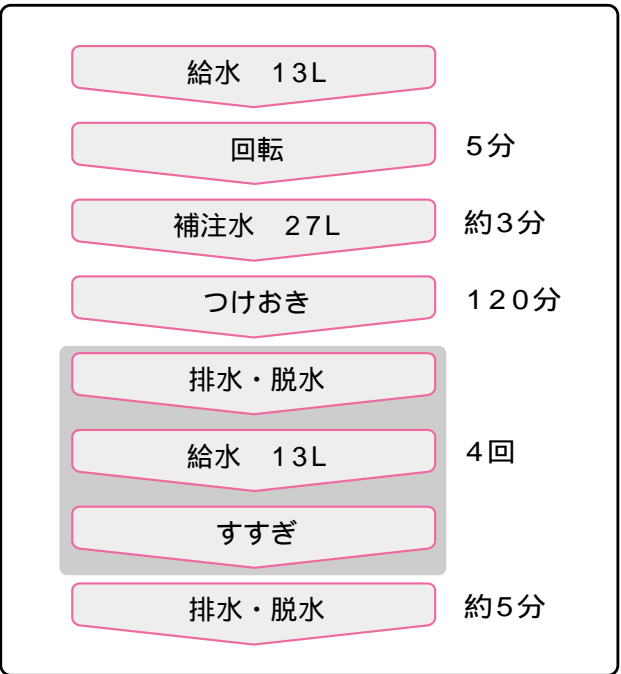 給水　13L
回転
5分
補注水　27L
約3分
つけおき
120分
排水・脱水
給水　13L
4回
すすぎ
排水・脱水
約5分